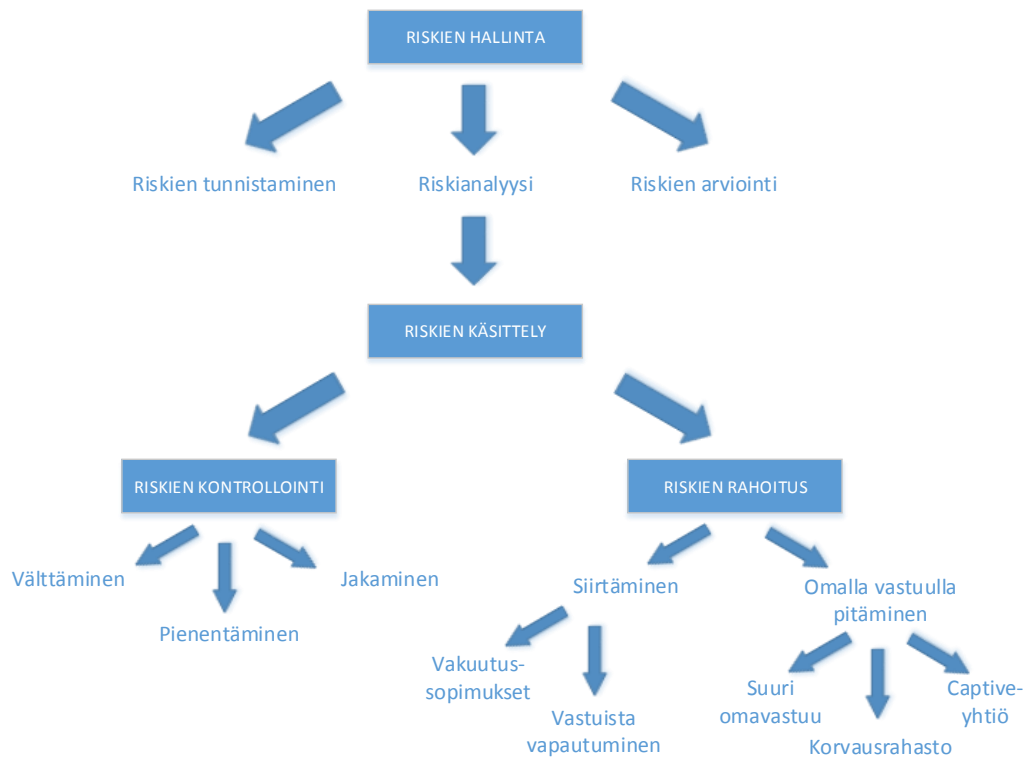 RISKIEN HALLINTA
Riskien tunnistaminen
Riskianalyysi
Riskien arviointi
RISKIEN KÄSITTELY
RISKIEN KONTROLLOINTI
RISKIEN RAHOITUS
Välttäminen
Pienentäminen
Jakaminen
Siirtäminen
Omalla vastuulla
pitäminen
Vakuutus-
sopimukset
Vastuista
vapautuminen
Suuri
omavastuu
Korvausrahasto
Captive-
yhtiö